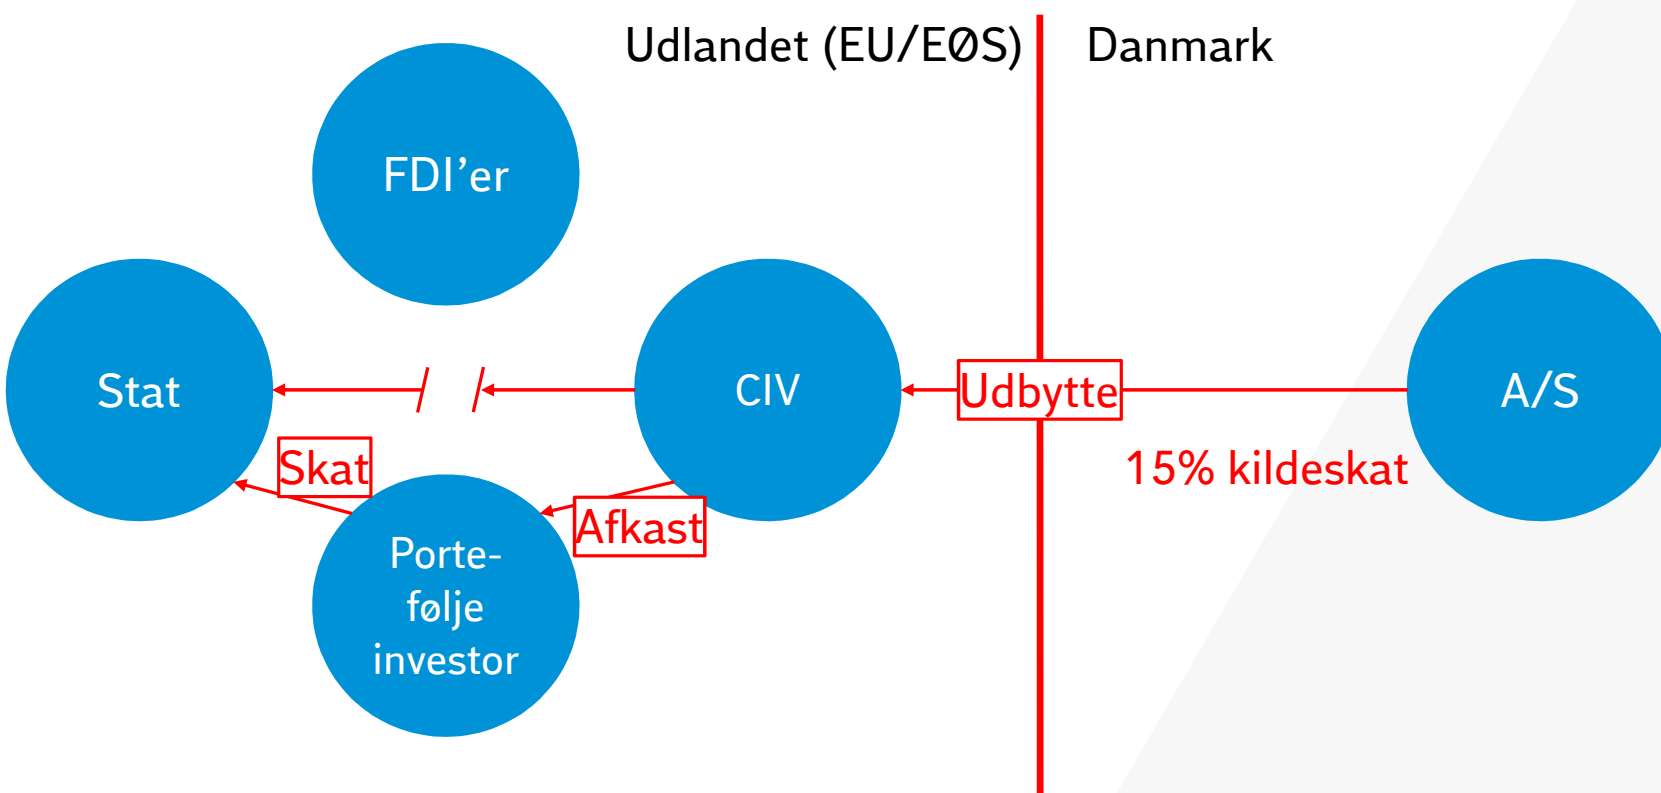 Udlandet (EU/EØS)
Danmark
FDI’er
Stat
CIV
Udbytte
A/S
Skat
15% kildeskat
Afkast
Porte-
følje
investor